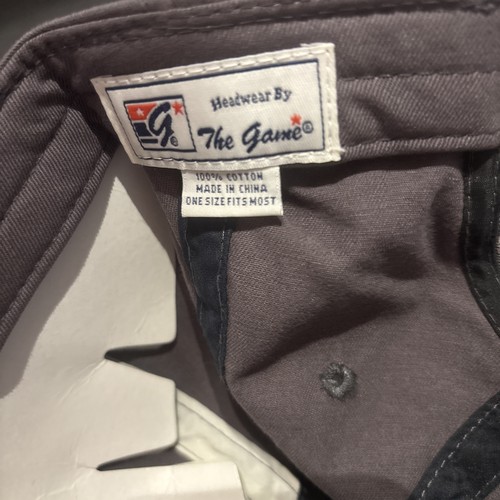 Headwear By
G®
The Game®
100% COTTON
MADE IN CHINA
ONE SIZE FITS MOST